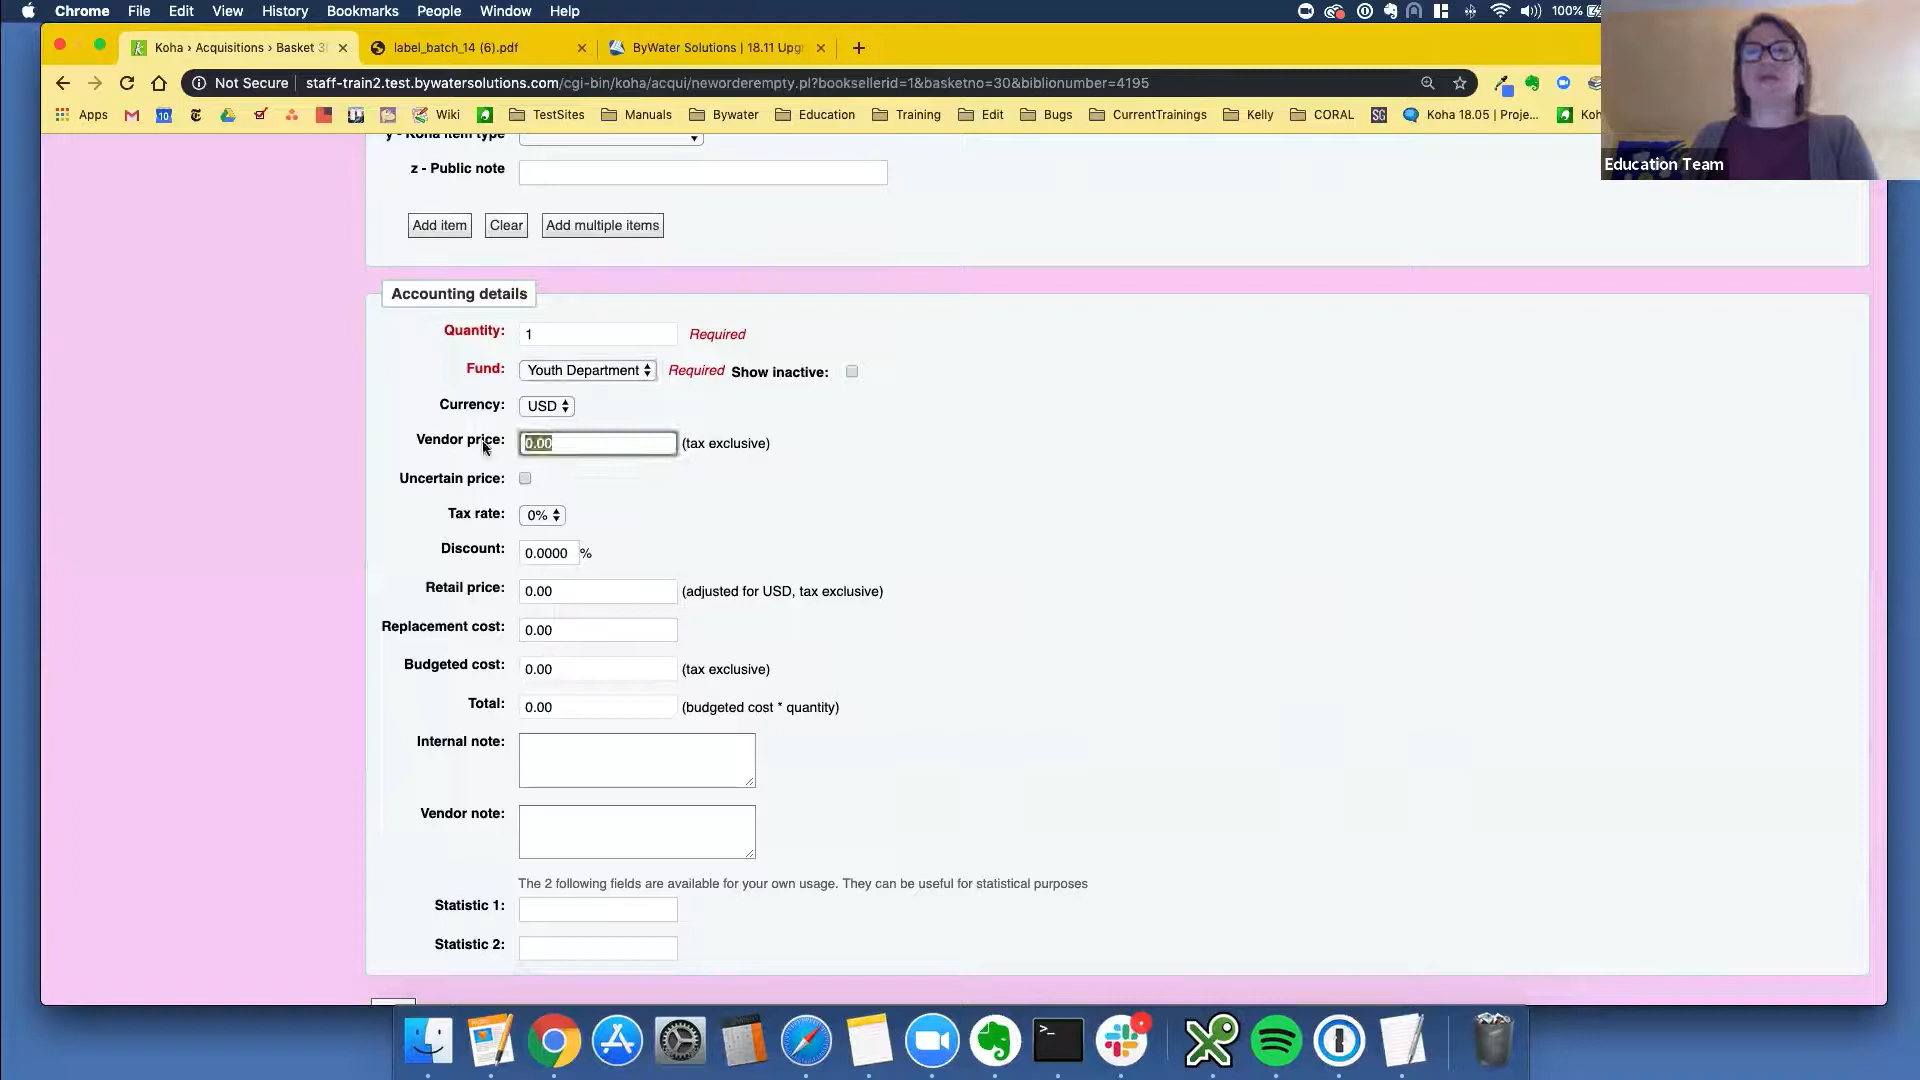 Chrome File Edit View History Bookmarks People Window Help 100%
Koha › Acquisitions › Basket 3
label_batch_14 (6).pdf
ByWater Solutions | 18.11 Upg
Not Secure staff-train2.test.bywatersolutions.com/cgi-bin/koha/acqui/neworderempty.pl?booksellerid=1&basketno=30&biblionumber=4195
Apps 10 Wiki TestSites Manuals Bywater Education Training Edit Bugs CurrentTrainings Kelly CORAL SG Koha 18.05 | Proje... Koh
Education Team
y - Koha item type
z - Public note
Add item Clear Add multiple items
Accounting details
Quantity: 1 Required
Fund: Youth Department Required Show inactive:
Currency: USD
Vendor price: 0.00 (tax exclusive)
Uncertain price:
Tax rate: 0%
Discount: 0.0000 %
Retail price: 0.00 (adjusted for USD, tax exclusive)
Replacement cost: 0.00
Budgeted cost: 0.00 (tax exclusive)
Total: 0.00 (budgeted cost * quantity)
Internal note:
Vendor note:
The 2 following fields are available for your own usage. They can be useful for statistical purposes
Statistic 1:
Statistic 2: